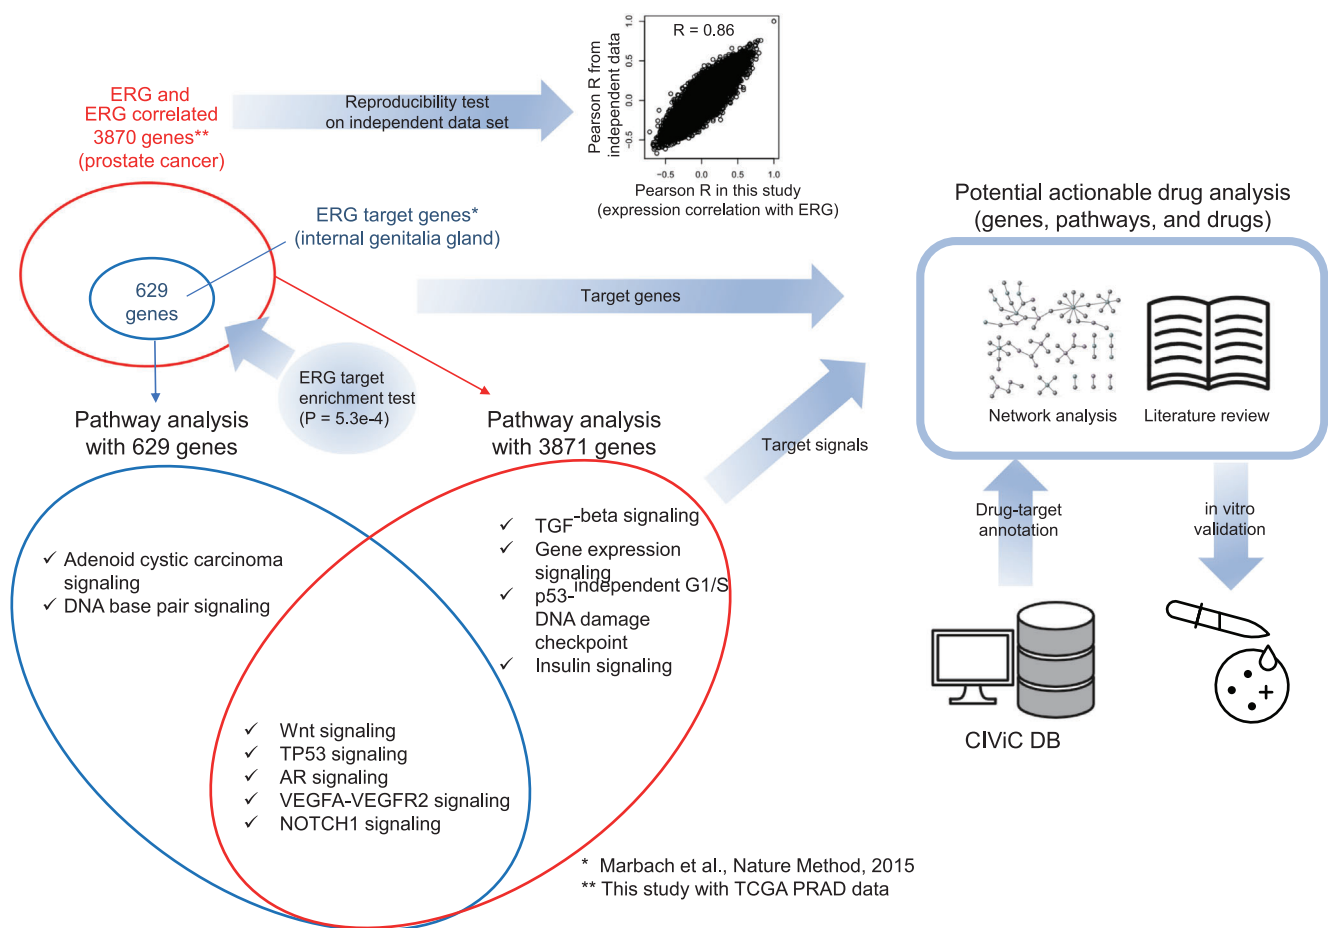 ERG and
ERG correlated
3870 genes**
(prostate cancer)
Reproducibility test
on independent data set
R = 0.86
Pearson R from
independent data
1.0
0.5
0.0
-0.5
-0.5
0.0
0.5
1.0
Pearson R in this study
(expression correlation with ERG)
ERG target genes*
(internal genitalia gland)
629
genes
Target genes
ERG target
enrichment test
(P = 5.3e-4)
Pathway analysis
with 629 genes
Pathway analysis
with 3871 genes
Target signals
Potential actionable drug analysis
(genes, pathways, and drugs)
Network analysis
Literature review
Drug-target
annotation
in vitro
validation
CIViC DB
✓ Adenoid cystic carcinoma
signaling
✓ DNA base pair signaling
✓ TGF-beta signaling
✓ Gene expression
signaling
✓ p53-independent G1/S
DNA damage
checkpoint
✓ Insulin signaling
✓ Wnt signaling
✓ TP53 signaling
✓ AR signaling
✓ VEGFA-VEGFR2 signaling
✓ NOTCH1 signaling
* Marbach et al., Nature Method, 2015
** This study with TCGA PRAD data